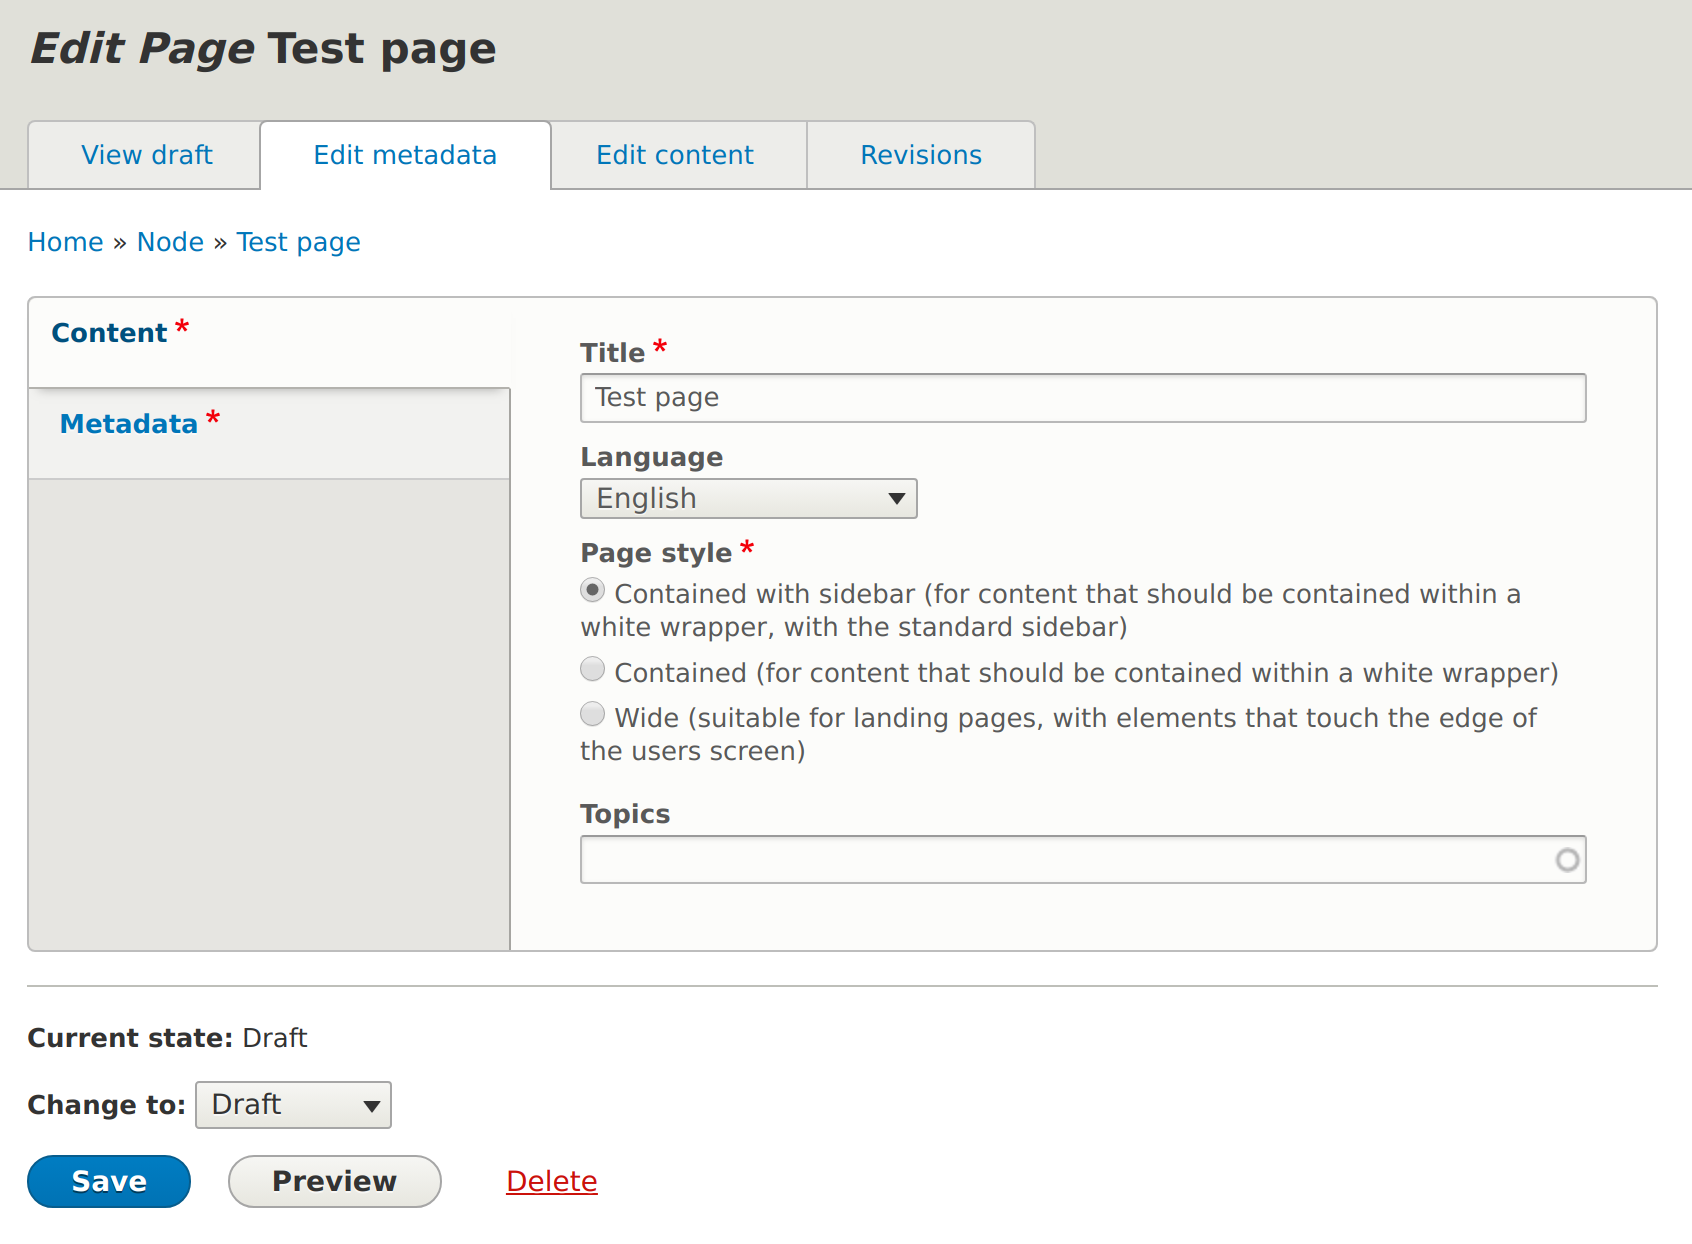 Edit Page Test page
View draft Edit metadata Edit content Revisions
Home » Node » Test page
Content *
Metadata *
Title *
Test page
Language
English
Page style *
Contained with sidebar (for content that should be contained within a
white wrapper, with the standard sidebar)
Contained (for content that should be contained within a white wrapper)
Wide (suitable for landing pages, with elements that touch the edge of
the users screen)
Topics
Current state: Draft
Change to: Draft
Save Preview Delete